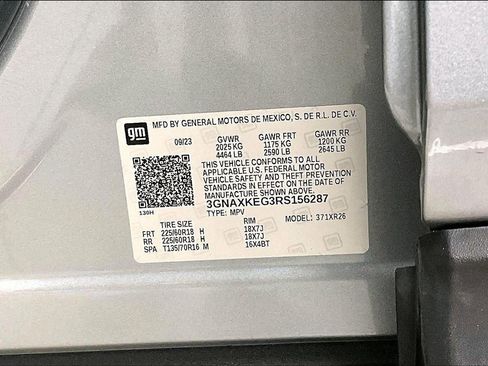 gm
MFD BY GENERAL MOTORS DE MEXICO, S. DE R.L. DE C.V.
09/23 GVWR GAWR FRT GAWR RR
2025 KG 1175 KG 1200 KG
4464 LB 2590 LB 2645 LB
THIS VEHICLE CONFORMS TO ALL
APPLICABLE U.S. FEDERAL MOTOR
VEHICLE SAFETY AND THEFT
PREVENTION STANDARDS IN
EFFECT ON THE DATE OF
MANUFACTURE SHOWN ABOVE.
3GNAXKEG3RS156287
130H TYPE: MPV MODEL: 371XR26
TIRE SIZE RIM
FRT 225/60R18 H 18X7J
RR 225/60R18 H 18X7J
SPA T135/70R16 M 16X4BT